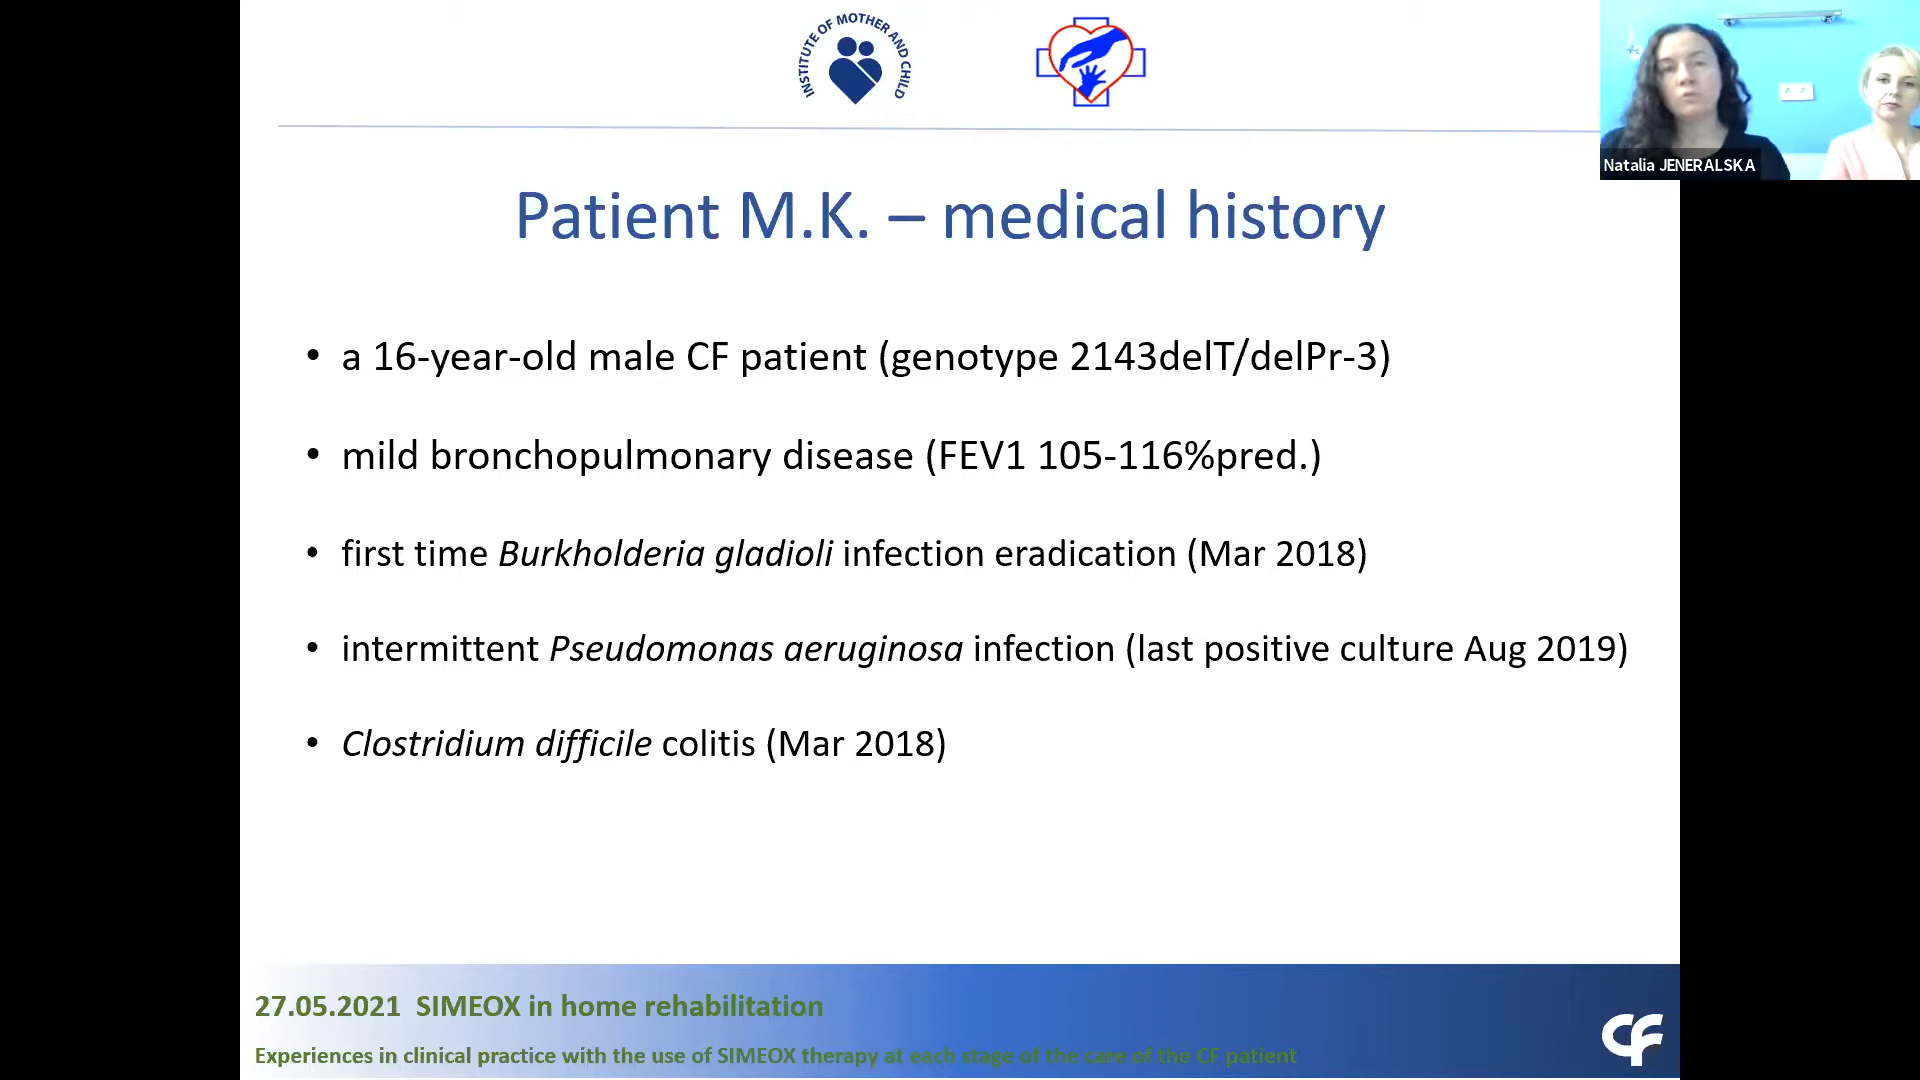 INSTITUTE OF MOTHER AND CHILD
Natalia JENERALSKA
Patient M.K. – medical history
• a 16-year-old male CF patient (genotype 2143delT/delPr-3)
• mild bronchopulmonary disease (FEV1 105-116%pred.)
• first time Burkholderia gladioli infection eradication (Mar 2018)
• intermittent Pseudomonas aeruginosa infection (last positive culture Aug 2019)
• Clostridium difficile colitis (Mar 2018)
27.05.2021 SIMEOX in home rehabilitation
Experiences in clinical practice with the use of SIMEOX therapy at each stage of the care of the CF patient
CF